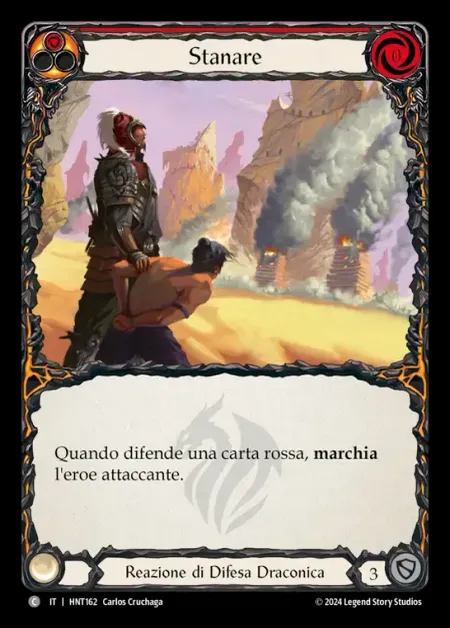 Stanare
0
Quando difende una carta rossa, marchia
l'eroe attaccante.
Reazione di Difesa Draconica
3
C IT | HNT162 Carlos Cruchaga
© 2024 Legend Story Studios